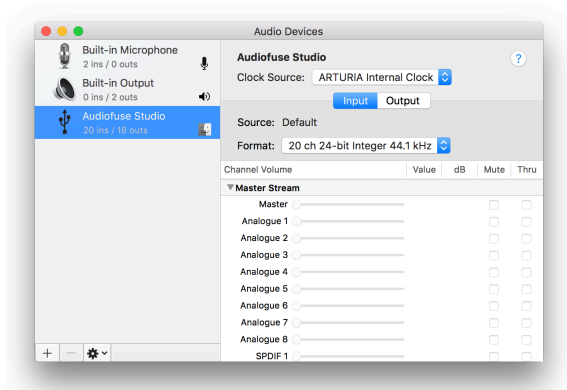 Audio Devices
Built-in Microphone
2 ins / 0 outs
Built-in Output
0 ins / 2 outs
Audiofuse Studio
20 ins / 18 outs
Audiofuse Studio
?
Clock Source: ARTURIA Internal Clock
Input Output
Source: Default
Format: 20 ch 24-bit Integer 44.1 kHz
Channel Volume Value dB Mute Thru
Master Stream
Master
Analogue 1
Analogue 2
Analogue 3
Analogue 4
Analogue 5
Analogue 6
Analogue 7
Analogue 8
SPDIF 1